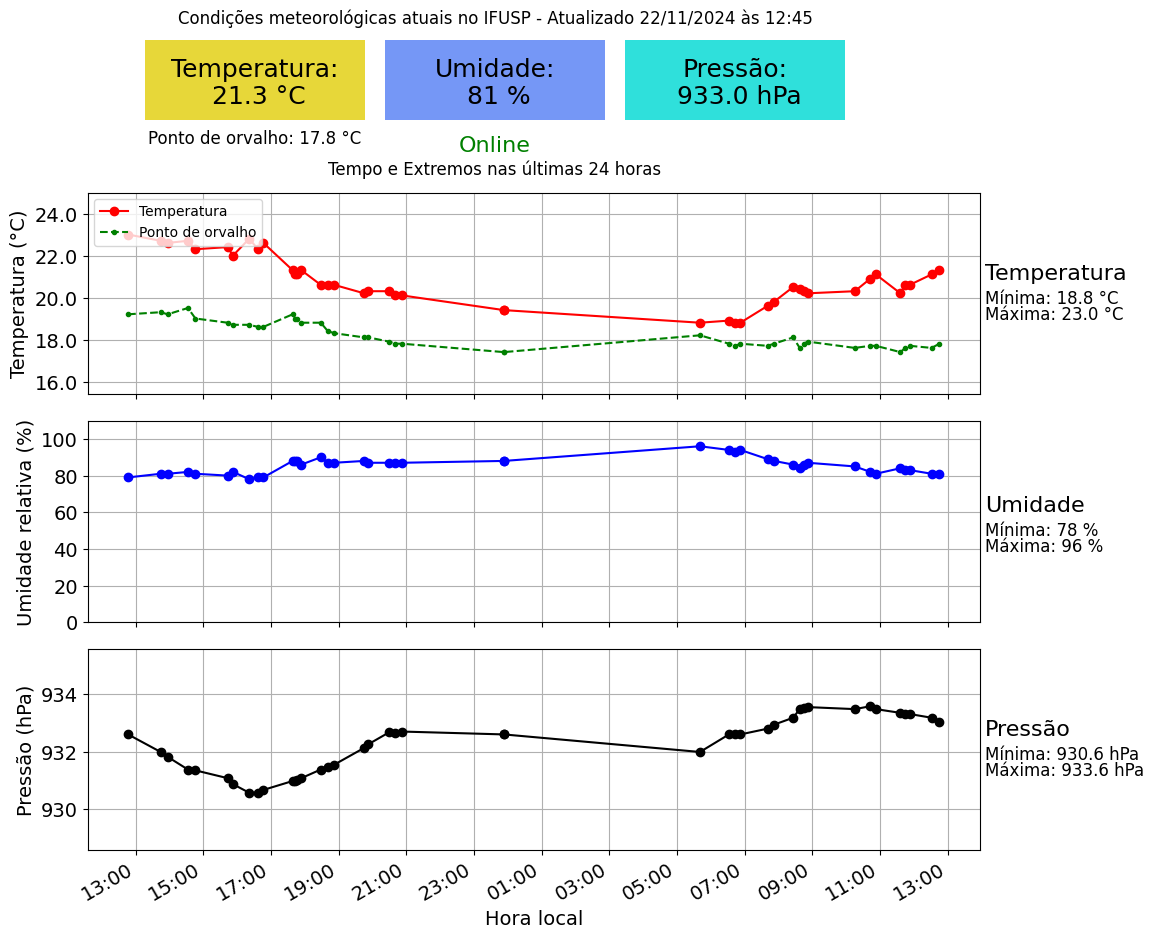 Condições meteorológicas atuais no IFUSP - Atualizado 22/11/2024 às 12:45
Temperatura:
21.3 °C
Umidade:
81 %
Pressão:
933.0 hPa
Ponto de orvalho: 17.8 °C
Online
Tempo e Extremos nas últimas 24 horas
Temperatura (°C)
24.0
22.0
20.0
18.0
16.0
Temperatura
Ponto de orvalho
Temperatura
Mínima: 18.8 °C
Máxima: 23.0 °C
Umidade relativa (%)
100
80
60
40
20
0
Umidade
Mínima: 78 %
Máxima: 96 %
Pressão (hPa)
934
932
930
Pressão
Mínima: 930.6 hPa
Máxima: 933.6 hPa
13:00 15:00 17:00 19:00 21:00 23:00 01:00 03:00 05:00 07:00 09:00 11:00 13:00
Hora local